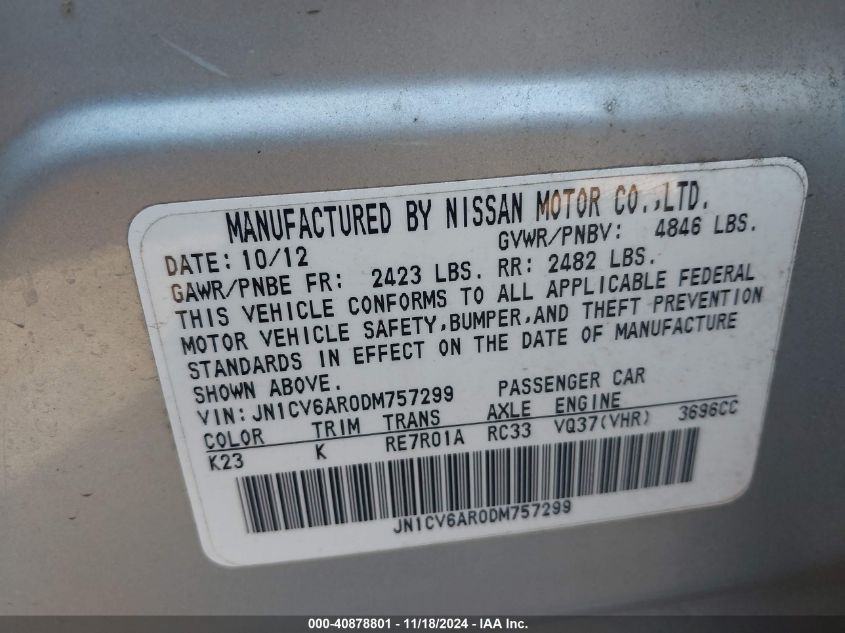 MANUFACTURED BY NISSAN MOTOR CO.,LTD.
DATE: 10/12 GVWR/PNBV: 4846 LBS.
GAWR/PNBE FR: 2423 LBS. RR: 2482 LBS.
THIS VEHICLE CONFORMS TO ALL APPLICABLE FEDERAL
MOTOR VEHICLE SAFETY,BUMPER,AND THEFT PREVENTION
STANDARDS IN EFFECT ON THE DATE OF MANUFACTURE
SHOWN ABOVE.
VIN: JN1CV6AR0DM757299 PASSENGER CAR
COLOR TRIM TRANS AXLE ENGINE
K23 K RE7R01A RC33 VQ37(VHR) 3696CC
JN1CV6AR0DM757299
000-40878801 - 11/18/2024 - IAA Inc.